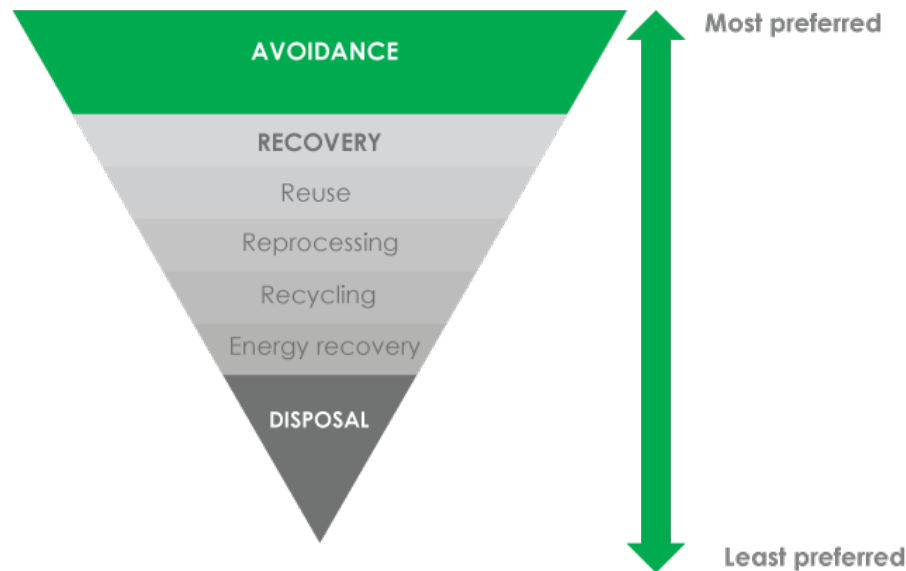 Most preferred
AVOIDANCE
RECOVERY
Reuse
Reprocessing
Recycling
Energy recovery
DISPOSAL
Least preferred